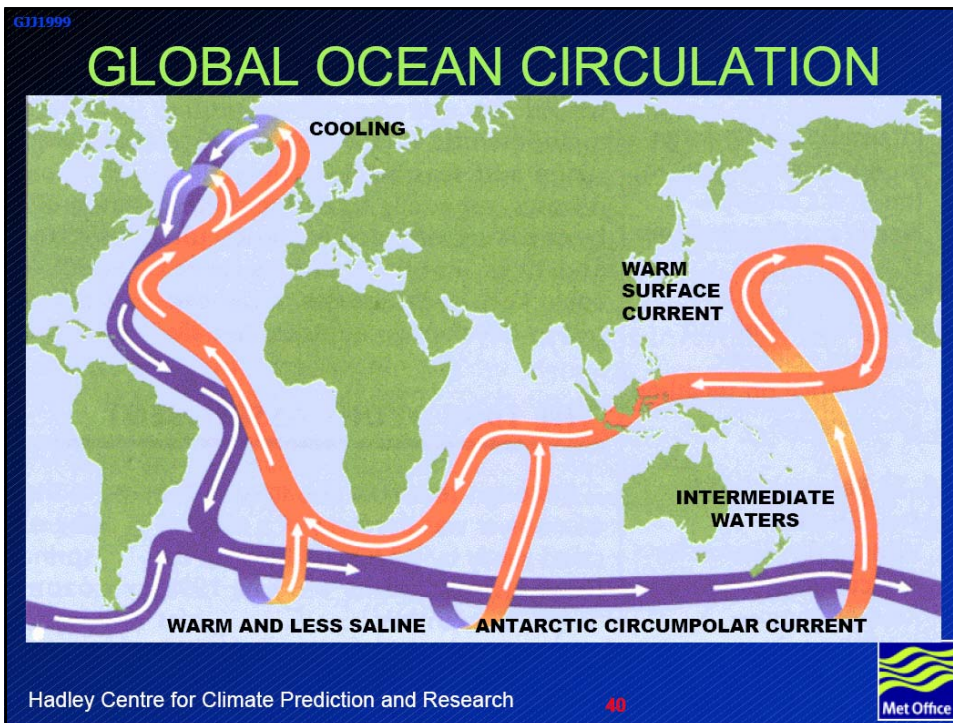 GJJ1999
GLOBAL OCEAN CIRCULATION
COOLING
WARM
SURFACE
CURRENT
INTERMEDIATE
WATERS
WARM AND LESS SALINE
ANTARCTIC CIRCUMPOLAR CURRENT
Hadley Centre for Climate Prediction and Research
40
Met Office